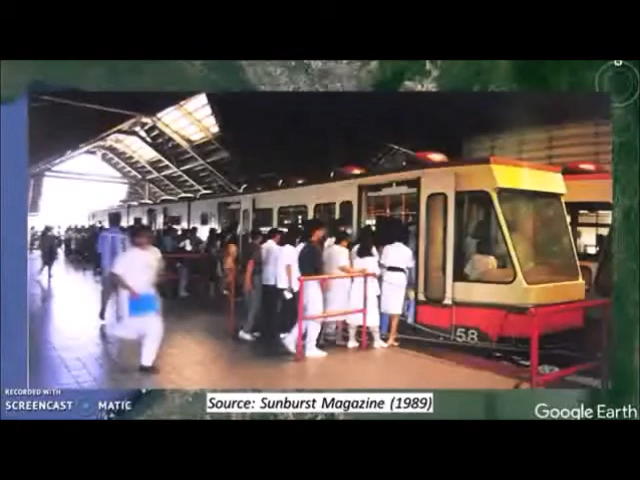 58
RECORDED WITH
SCREENCAST MATIC
Source: Sunburst Magazine (1989)
Google Earth